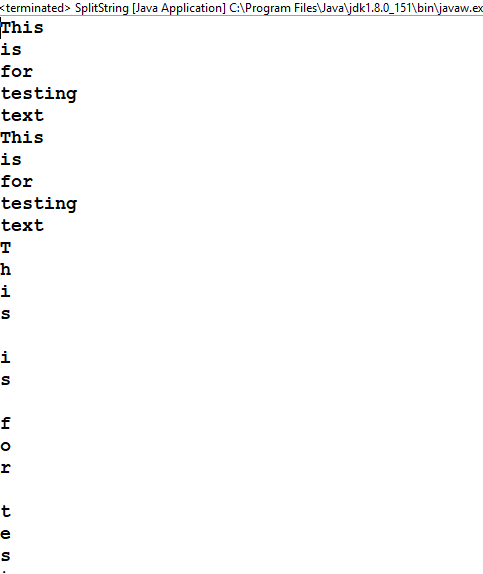 <terminated> SplitString [Java Application] C:\Program Files\Java\jdk1.8.0_151\bin\javaw.ex
This
is
for
testing
text
This
is
for
testing
text
T
h
i
s
i
s
f
o
r
t
e
s